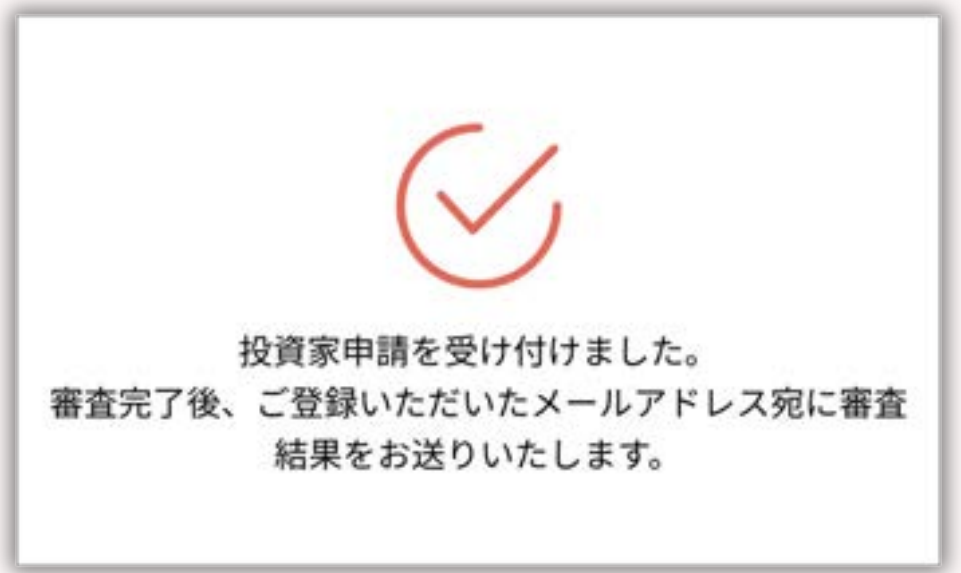 投資家申請を受け付けました。
審査完了後、ご登録いただいたメールアドレス宛に審査
結果をお送りいたします。